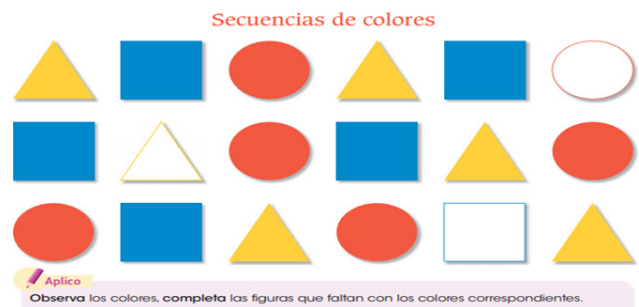 Secuencias de colores
Aplico
Observa los colores, completa las figuras que faltan con los colores correspondientes.